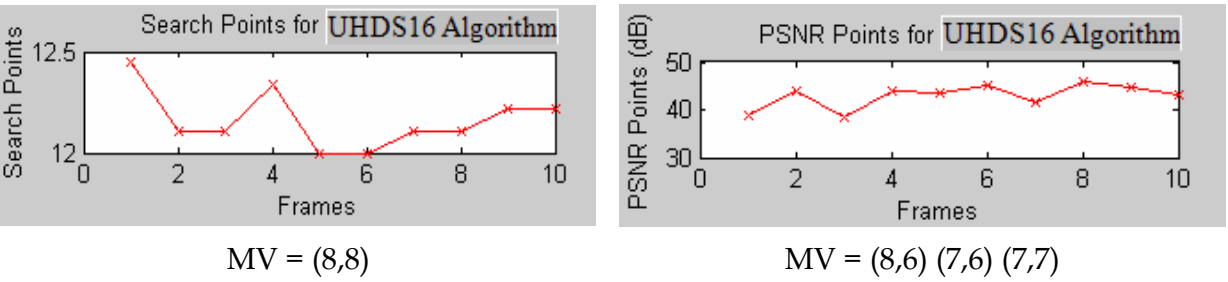 Search Points for UHDS16 Algorithm
Search Points
12.5
12
0 2 4 6 8 10
Frames
MV = (8,8)
PSNR Points for UHDS16 Algorithm
PSNR Points (dB)
50
40
30
0 2 4 6 8 10
Frames
MV = (8,6) (7,6) (7,7)